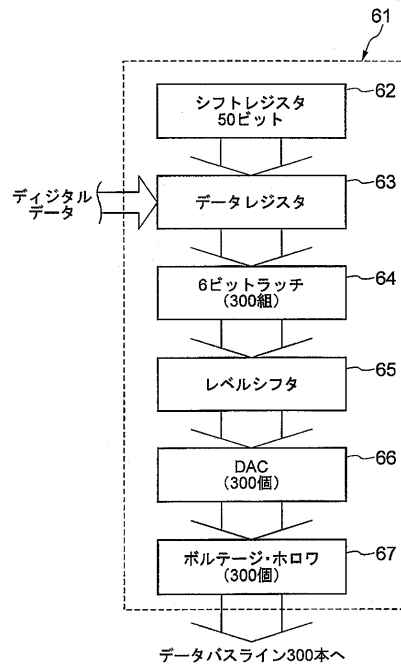 61
シフトレジスタ
50ビット
62
ディジタル
データ
データレジスタ
63
6ビットラッチ
(300組)
64
レベルシフタ
65
DAC
(300個)
66
ボルテージ・ホロワ
(300個)
67
データバスライン300本へ